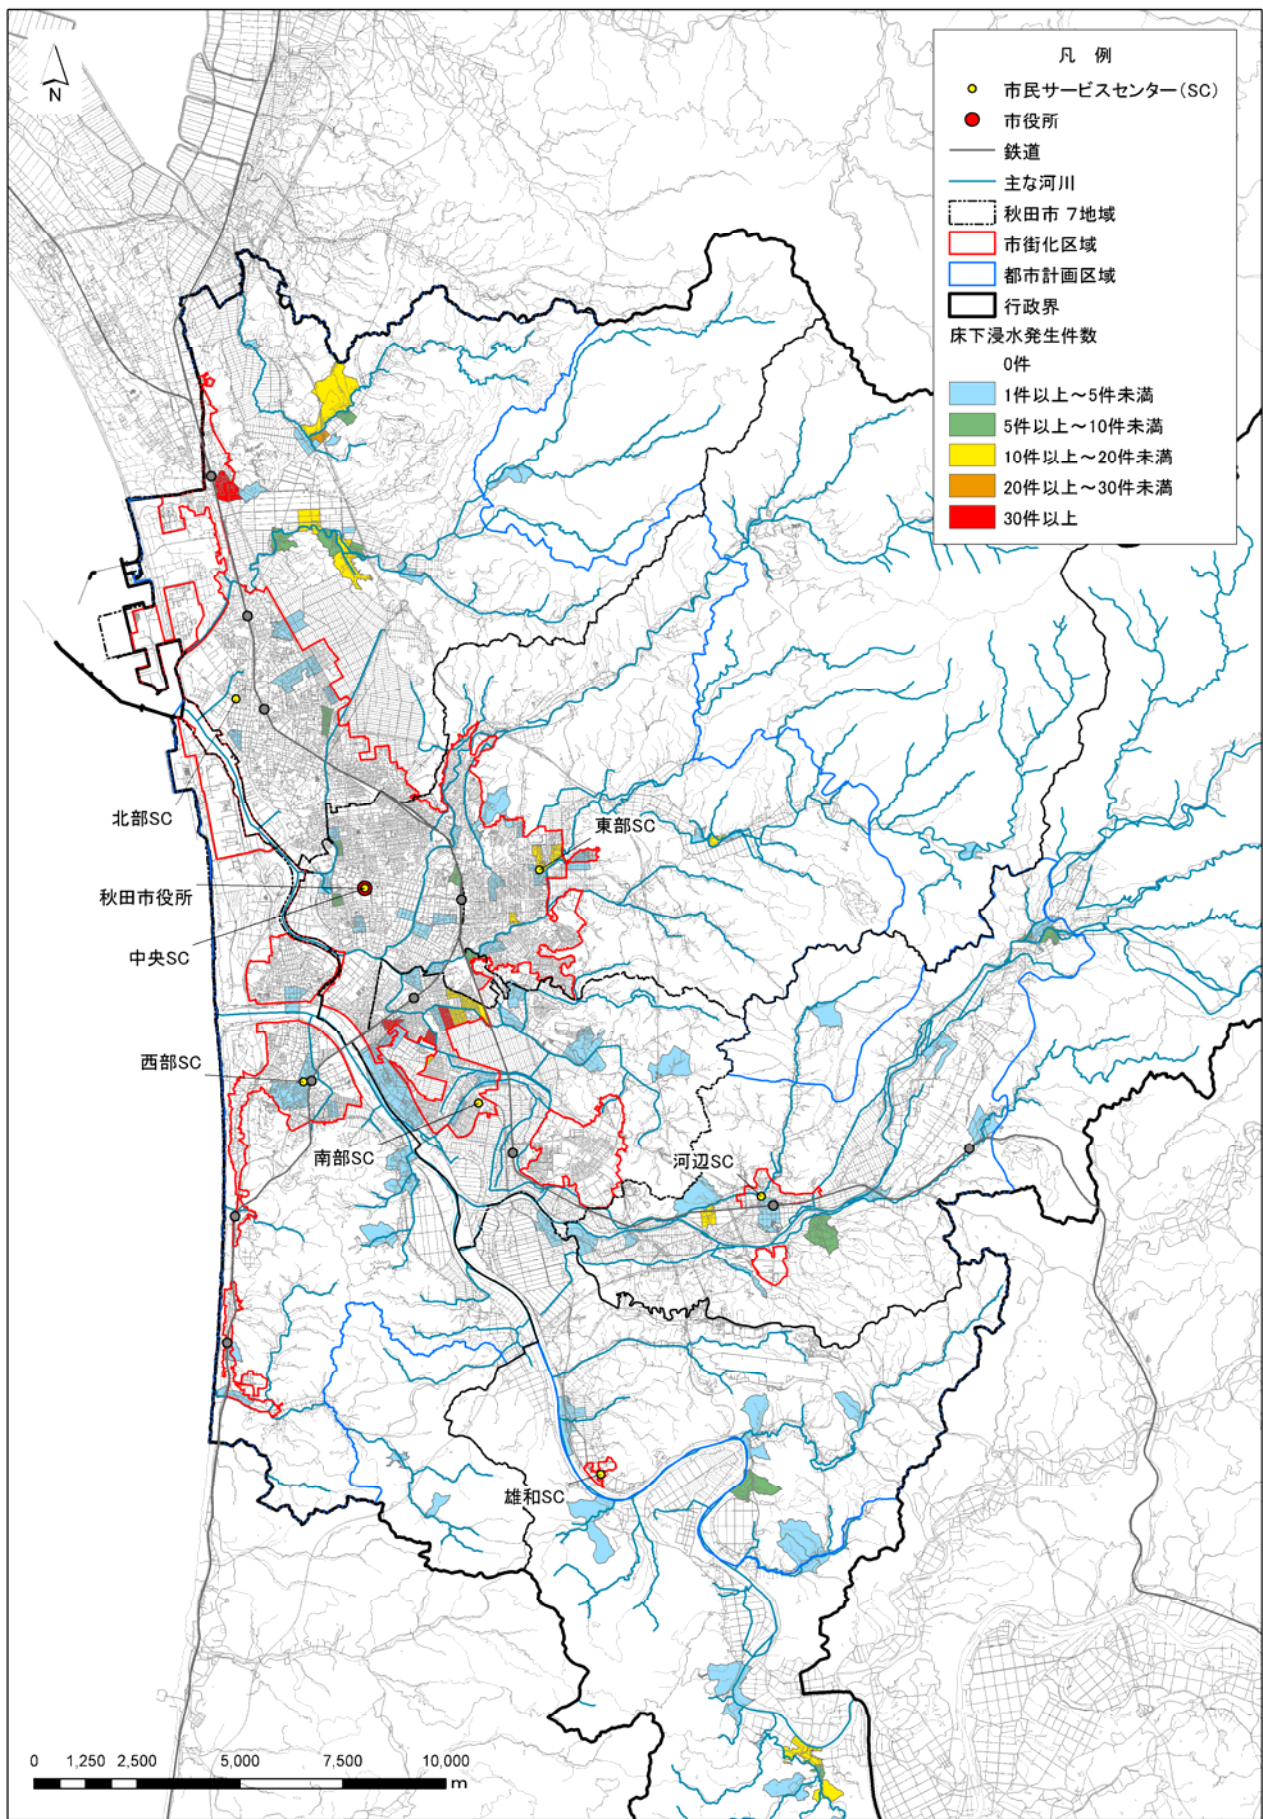 凡 例
市民サービスセンター(SC)
市役所
鉄道
主な河川
秋田市 7地域
市街化区域
都市計画区域
行政界
床下浸水発生件数
0件
1件以上～5件未満
5件以上～10件未満
10件以上～20件未満
20件以上～30件未満
30件以上
N
北部SC
東部SC
秋田市役所
中央SC
西部SC
南部SC
河辺SC
雄和SC
0 1,250 2,500 5,000 7,500 10,000
m